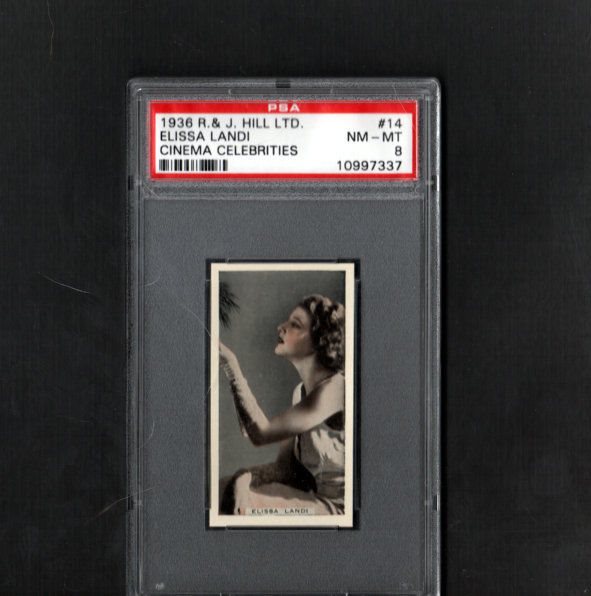 PSA
1936 R.& J. HILL LTD. #14
ELISSA LANDI NM-MT
CINEMA CELEBRITIES 8
10997337
ELISSA LANDI